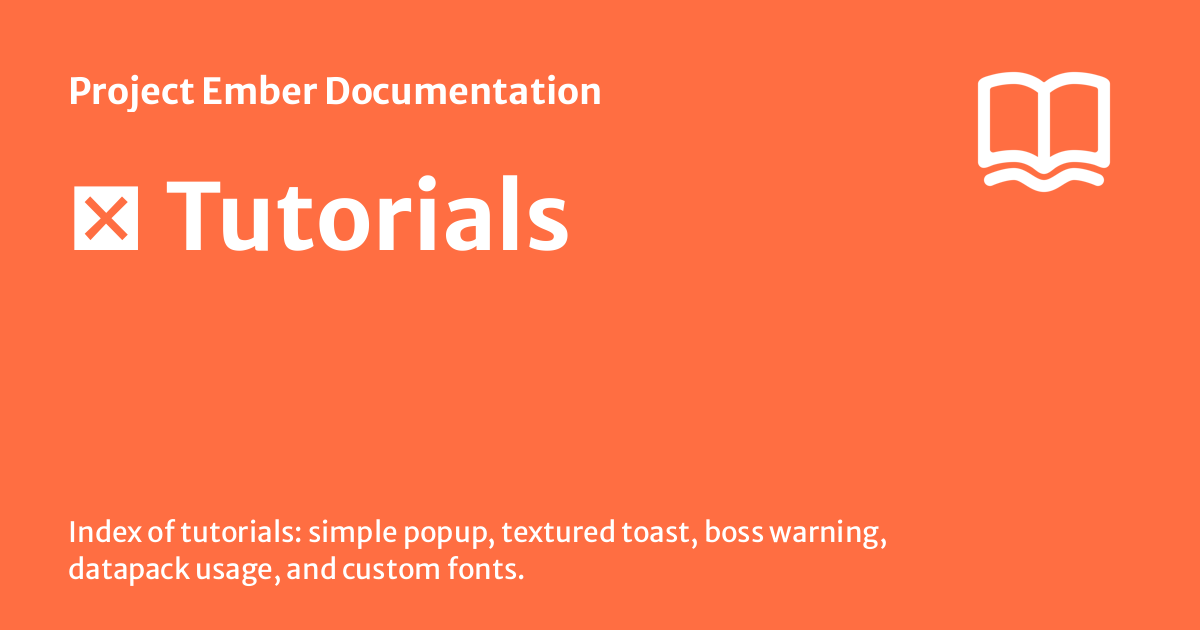 Project Ember Documentation
Tutorials
Index of tutorials: simple popup, textured toast, boss warning,
datapack usage, and custom fonts.